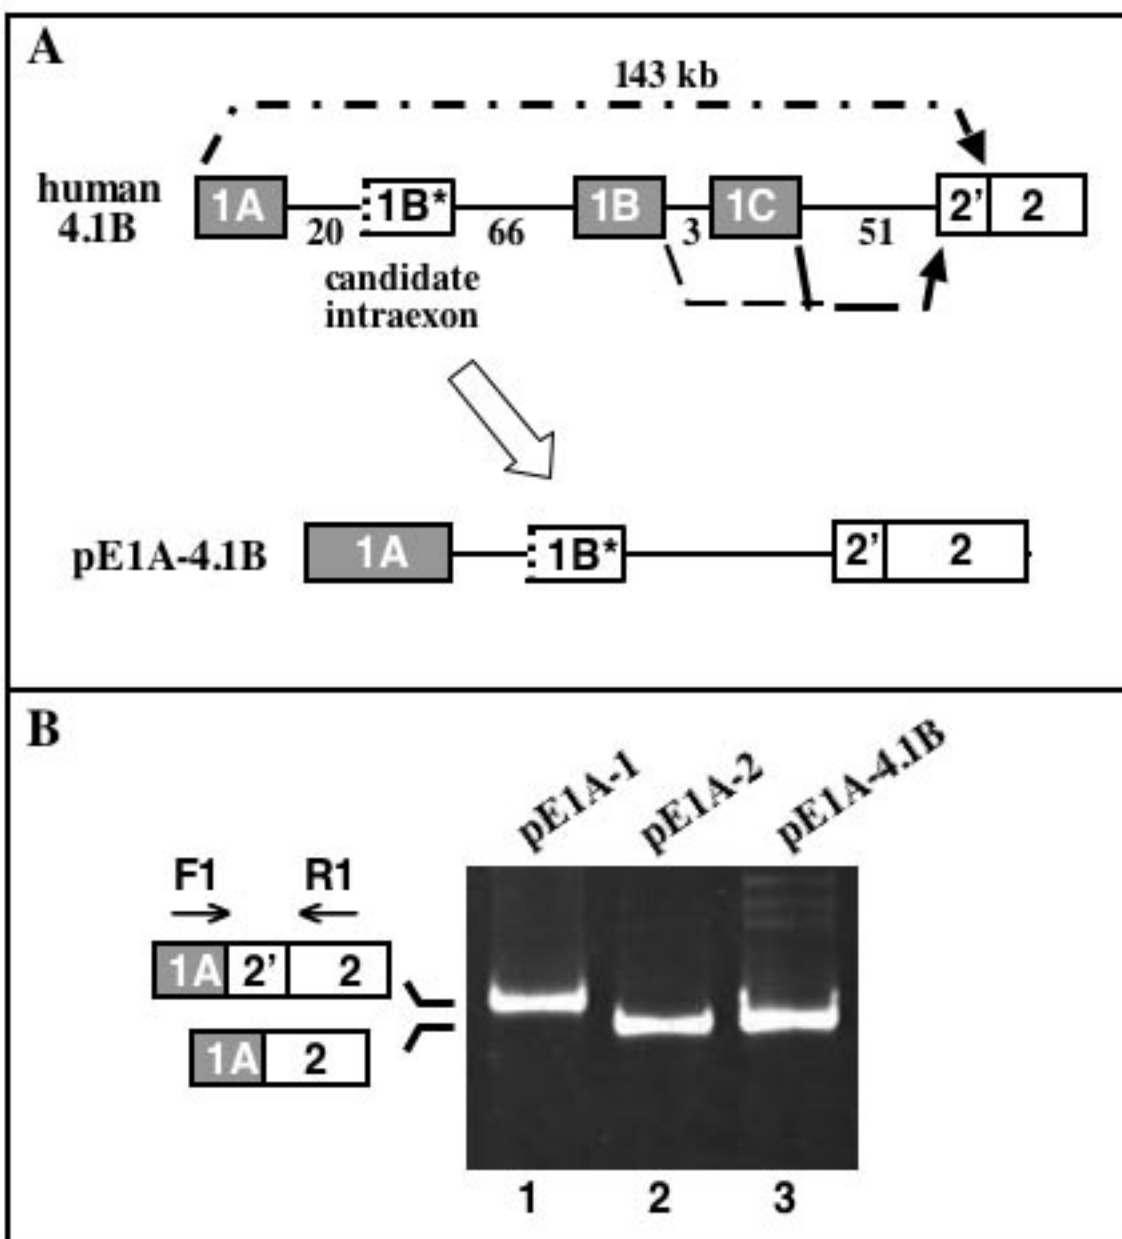 A
143 kb
human
4.1B
1A 1B* 1B 1C 2' 2
20 66 3 51
candidate
intraexon
pE1A-4.1B 1A 1B* 2' 2
B
pE1A-1 pE1A-2 pE1A-4.1B
F1 R1
1A 2' 2
1A 2
1 2 3